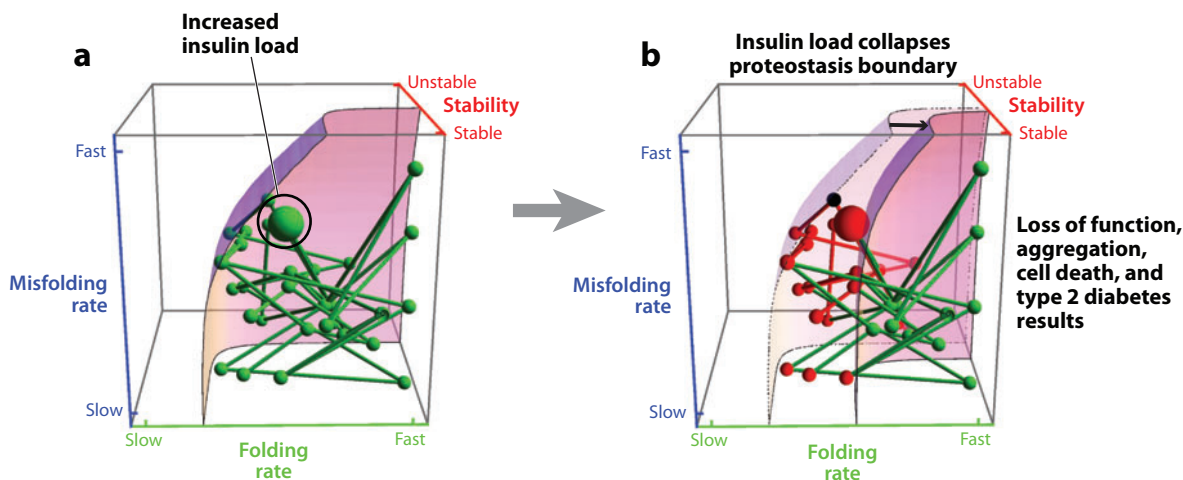 a
Increased
insulin load
Unstable
Stability
Stable
Fast
Misfolding
rate
Slow
Slow
Folding
rate
Fast
b
Insulin load collapses
proteostasis boundary
Unstable
Stability
Stable
Fast
Misfolding
rate
Slow
Slow
Folding
rate
Fast
Loss of function,
aggregation,
cell death, and
type 2 diabetes
results